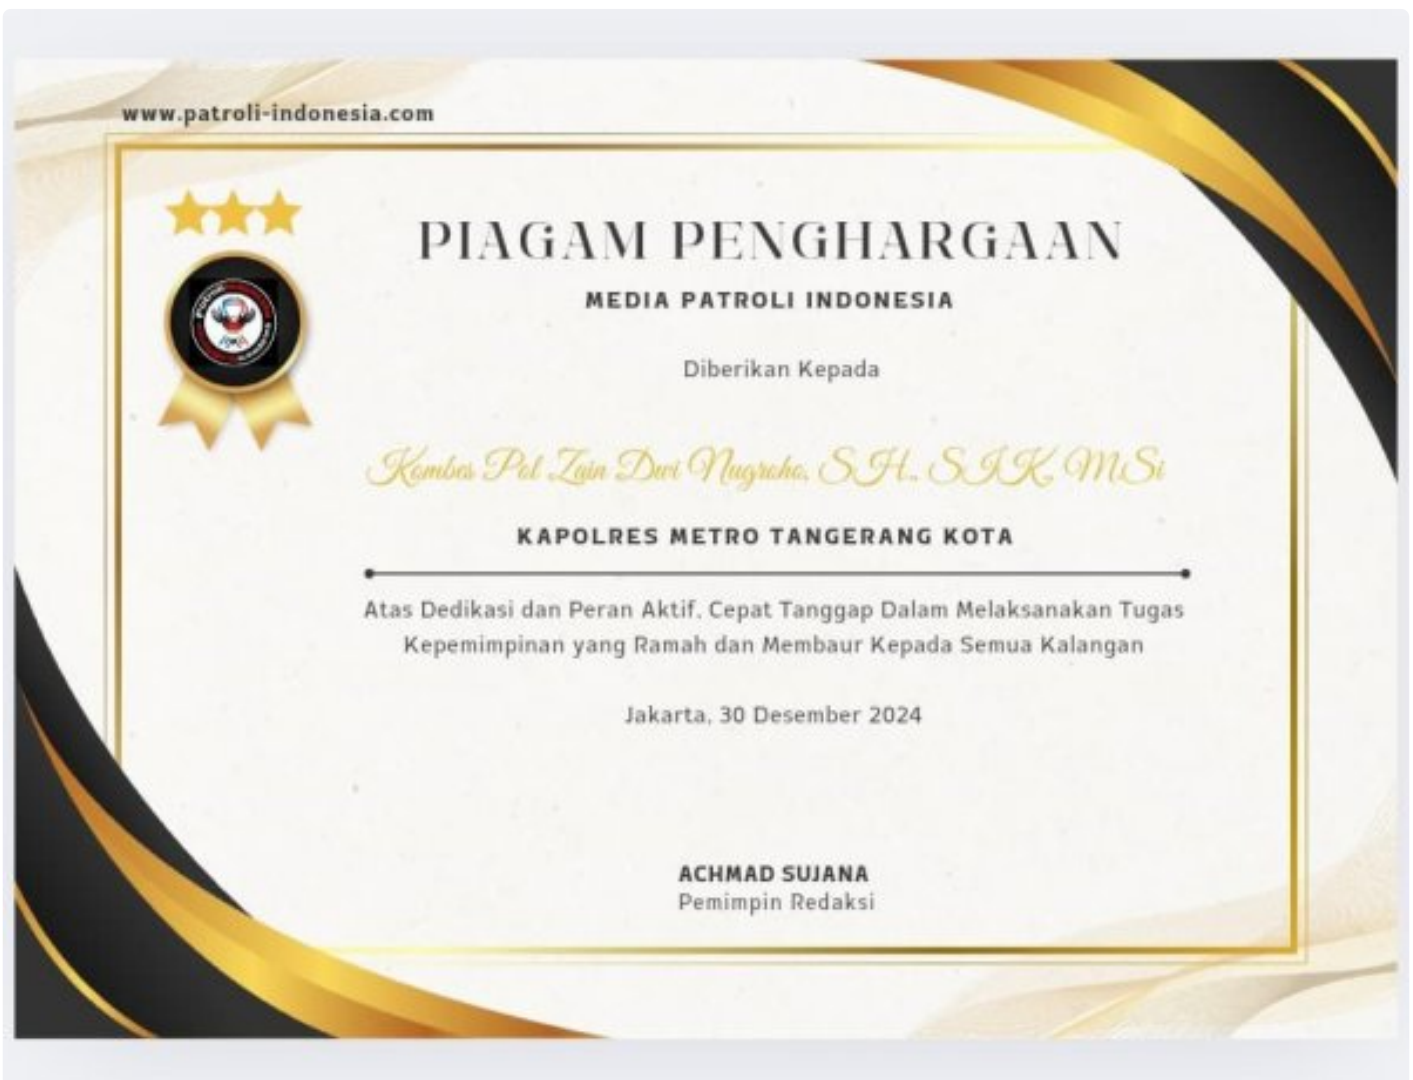 www.patroli-indonesia.com
PIAGAM PENGHARGAAN
MEDIA PATROLI INDONESIA
Diberikan Kepada
Kombes Pol Zain Dwi Nugroho, S.H., S.I.K, M.Si
KAPOLRES METRO TANGERANG KOTA
Atas Dedikasi dan Peran Aktif. Cepat Tanggap Dalam Melaksanakan Tugas
Kepemimpinan yang Ramah dan Membaur Kepada Semua Kalangan
Jakarta, 30 Desember 2024
ACHMAD SUJANA
Pemimpin Redaksi